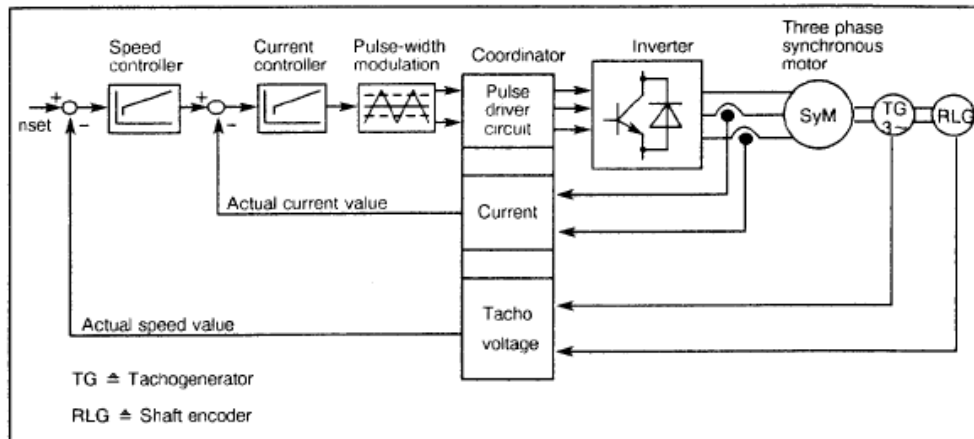 Speed
controller
Current
controller
Pulse-width
modulation
Coordinator
Inverter
Three phase
synchronous
motor
+
-
nset
+
-
Pulse
driver
circuit
SyM
TG
3~
RLG
Actual current value
Current
Actual speed value
Tacho
voltage
TG ≙ Tachogenerator
RLG ≙ Shaft encoder